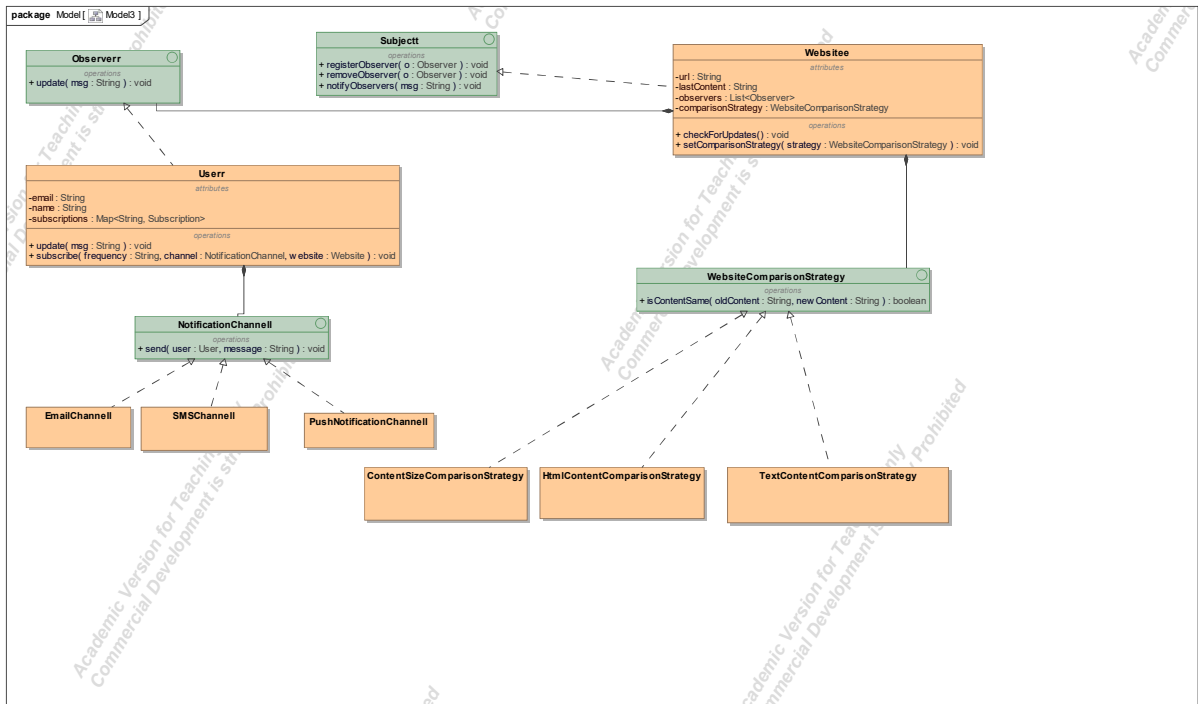 package Model [ Model3 ]
Observerr
operations
+ update( msg : String ) : void
Subjectt
operations
+ registerObserver( o : Observer ) : void
+ removeObserver( o : Observer ) : void
+ notifyObservers( msg : String ) : void
Websitee
attributes
-url : String
-lastContent : String
-observers : List<Observer>
-comparisonStrategy : WebsiteComparisonStrategy
operations
+ checkForUpdates() : void
+ setComparisonStrategy( strategy : WebsiteComparisonStrategy ) : void
Userr
attributes
-email : String
-name : String
-subscriptions : Map<String, Subscription>
operations
+ update( msg : String ) : void
+ subscribe( frequency : String, channel : NotificationChannel, website : Website ) : void
WebsiteComparisonStrategy
operations
+ isContentSame( oldContent : String, newContent : String ) : boolean
NotificationChannell
operations
+ send( user : User, message : String ) : void
EmailChannell
SMSChannell
PushNotificationChannell
ContentSizeComparisonStrategy
HtmlContentComparisonStrategy
TextContentComparisonStrategy
Academic Version for Teaching Only
Commercial Development is strictly Prohibited